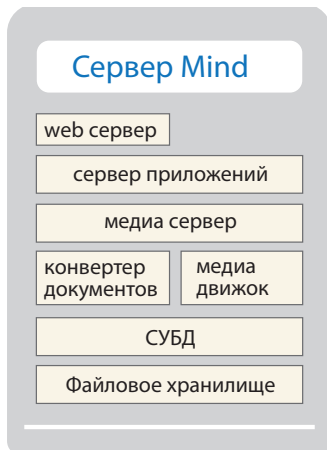 Сервер Mind
web сервер
сервер приложений
медиа сервер
конвертер
документов
медиа
движок
СУБД
Файловое хранилище